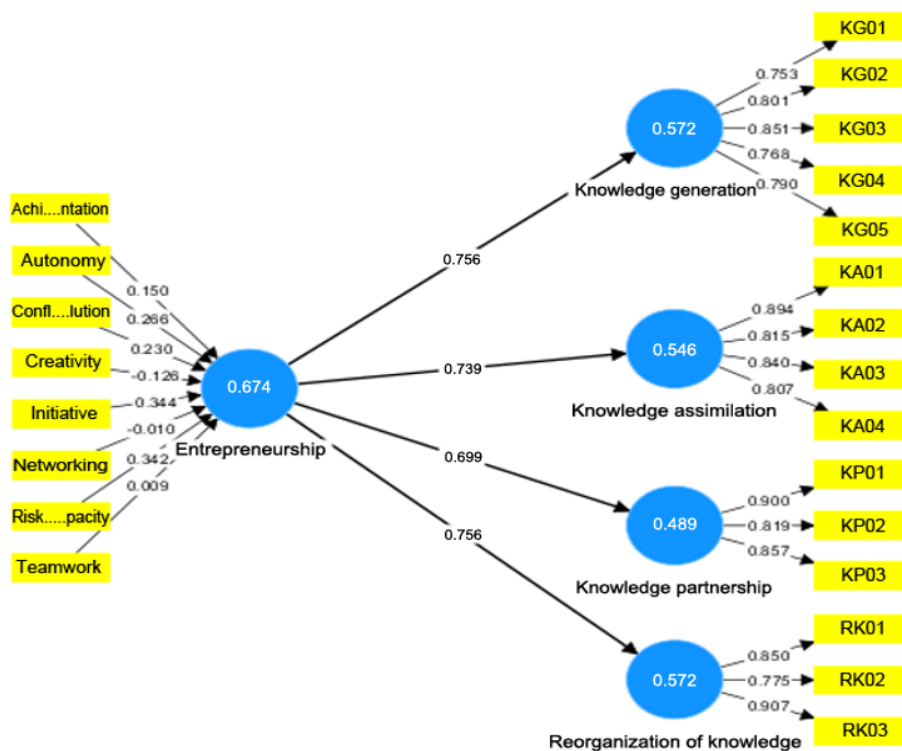 KG01
0.753
KG02
0.801
0.572
0.851
KG03
0.768
KG04
Knowledge generation
0.790
KG05
Achi....ntation
Autonomy
0.150
0.266
Confl....lution
0.230
Creativity
-0.126
0.674
Initiative
0.344
-0.010
Networking
Entrepreneurship
0.342
0.009
Risk.....pacity
Teamwork
0.756
0.739
0.699
0.756
KA01
0.894
0.815
KA02
0.546
0.840
KA03
0.807
Knowledge assimilation
KA04
KP01
0.900
0.489
0.819
KP02
0.857
KP03
Knowledge partnership
RK01
0.850
0.572
0.775
RK02
0.907
RK03
Reorganization of knowledge